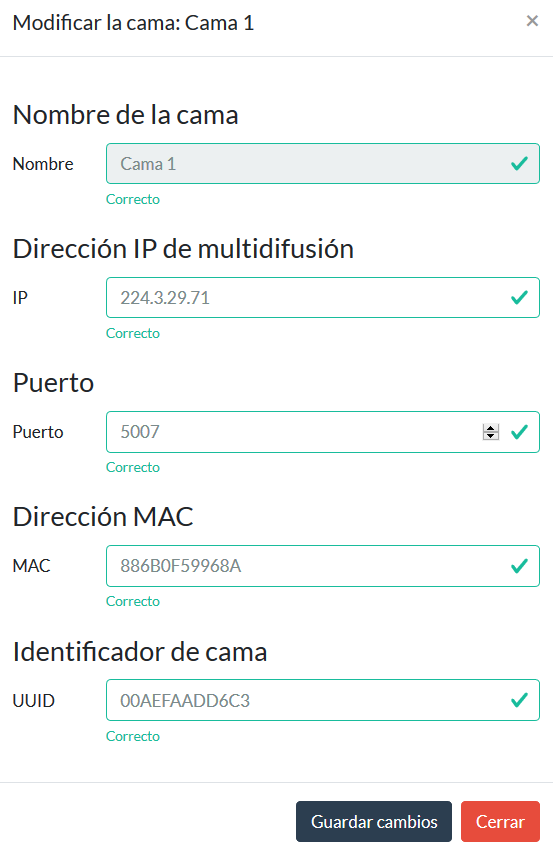 Modificar la cama: Cama 1 ×
Nombre de la cama
Nombre Cama 1
Correcto
Dirección IP de multidifusión
IP 224.3.29.71
Correcto
Puerto
Puerto 5007
Correcto
Dirección MAC
MAC 886B0F59968A
Correcto
Identificador de cama
UUID 00AEFAADD6C3
Correcto
Guardar cambios Cerrar